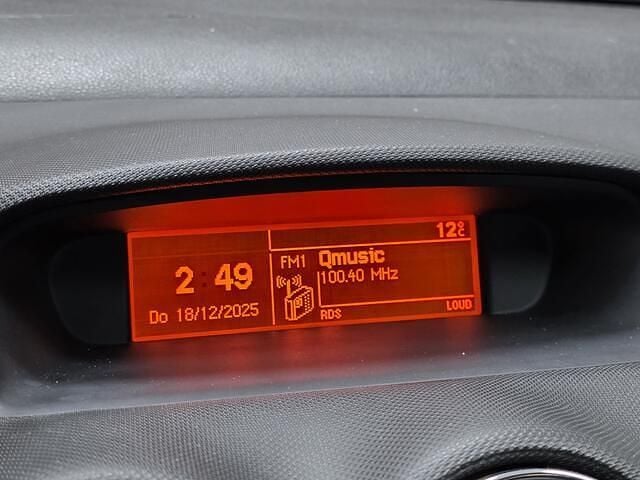 12°C
FM1 Qmusic
2:49
100.40 MHz
Do 18/12/2025
RDS
LOUD